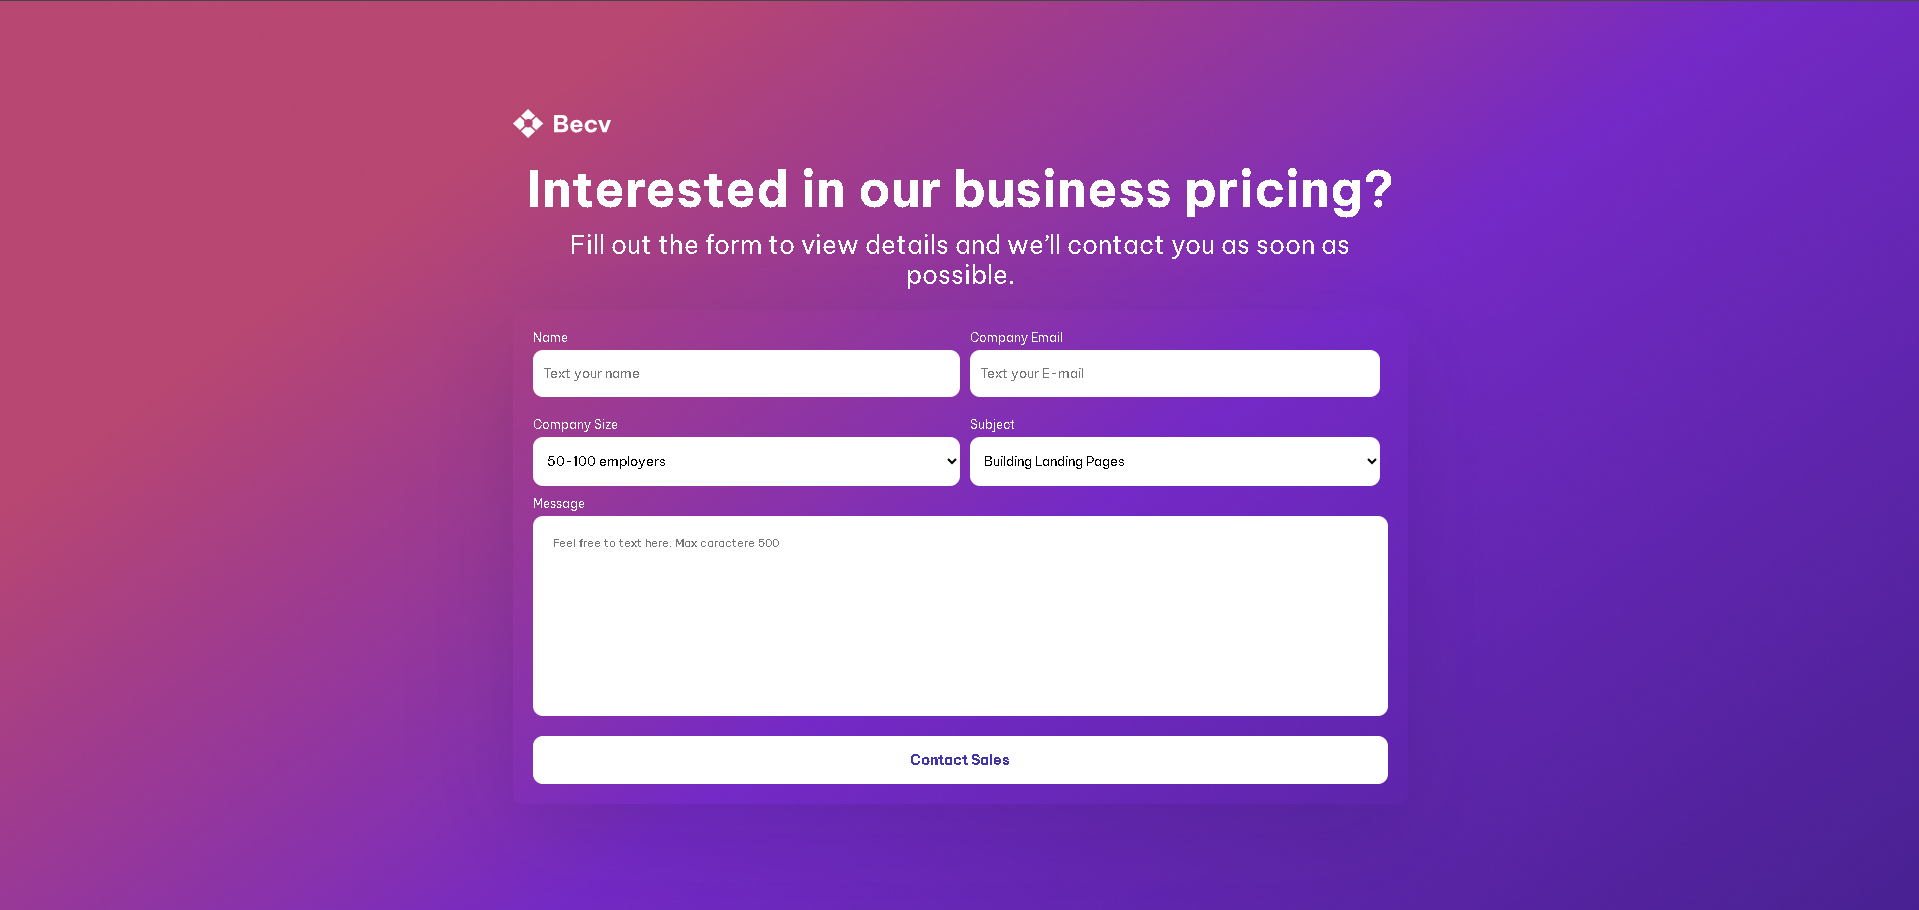 Becv
Interested in our business pricing?
Fill out the form to view details and we’ll contact you as soon as
possible.
Name
Company Email
Text your name
Text your E-mail
Company Size
Subject
50-100 employers
Building Landing Pages
Message
Feel free to text here. Max caractere 500
Contact Sales